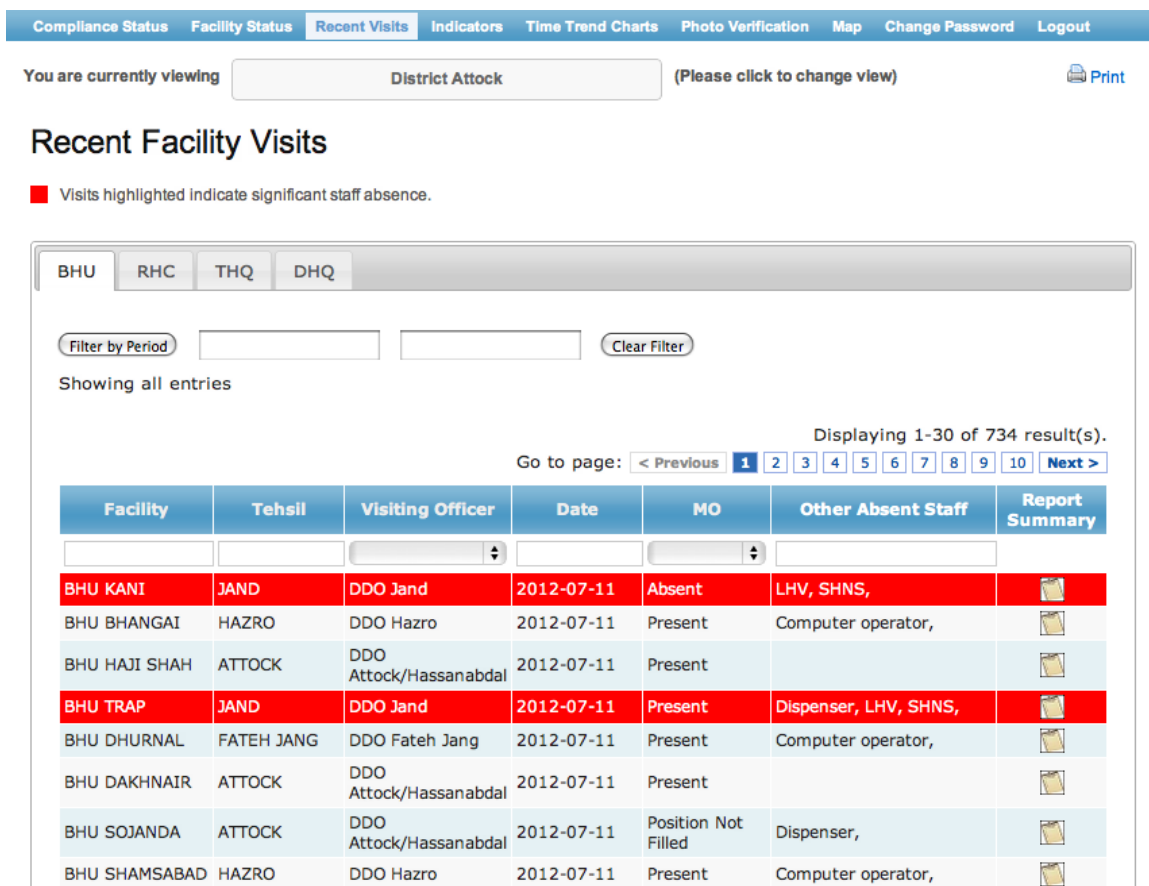 Compliance Status Facility Status Recent Visits Indicators Time Trend Charts Photo Verification Map Change Password Logout
You are currently viewing District Attock (Please click to change view) Print
Recent Facility Visits
Visits highlighted indicate significant staff absence.
BHU RHC THQ DHQ
Filter by Period Clear Filter
Showing all entries
Displaying 1-30 of 734 result(s).
Go to page: < Previous 1 2 3 4 5 6 7 8 9 10 Next >
Facility Tehsil Visiting Officer Date MO Other Absent Staff Report Summary
BHU KANI JAND DDO Jand 2012-07-11 Absent LHV, SHNS,
BHU BHANGAI HAZRO DDO Hazro 2012-07-11 Present Computer operator,
BHU HAJI SHAH ATTOCK DDO Attock/Hassanabdal 2012-07-11 Present
BHU TRAP JAND DDO Jand 2012-07-11 Present Dispenser, LHV, SHNS,
BHU DHURNAL FATEH JANG DDO Fateh Jang 2012-07-11 Present Computer operator,
BHU DAKHNAIR ATTOCK DDO Attock/Hassanabdal 2012-07-11 Present
BHU SOJANDA ATTOCK DDO Attock/Hassanabdal 2012-07-11 Position Not Filled Dispenser,
BHU SHAMSABAD HAZRO DDO Hazro 2012-07-11 Present Computer operator,